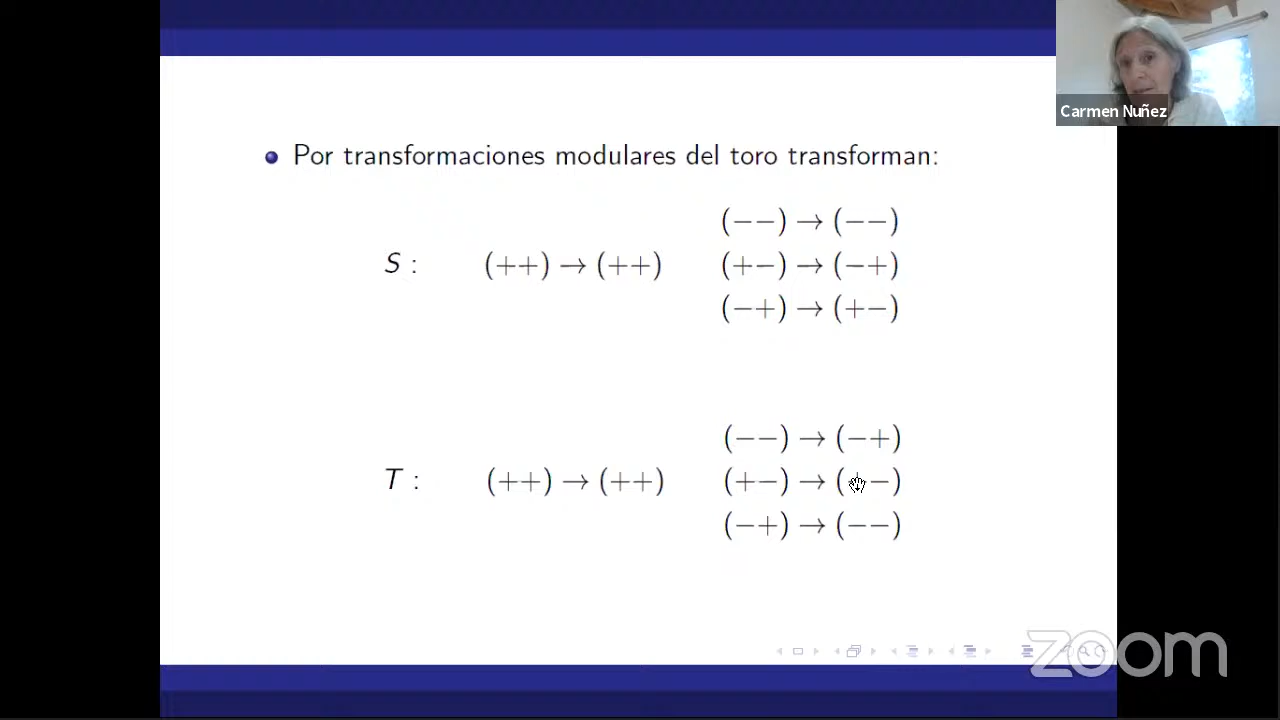 Carmen Nuñez
Por transformaciones modulares del toro transforman:
(−−) → (−−)
S : (++) → (++) (+−) → (−+)
(−+) → (+−)
(−−) → (−+)
T : (++) → (++) (+−) → (+−)
(−+) → (−−)
zoom